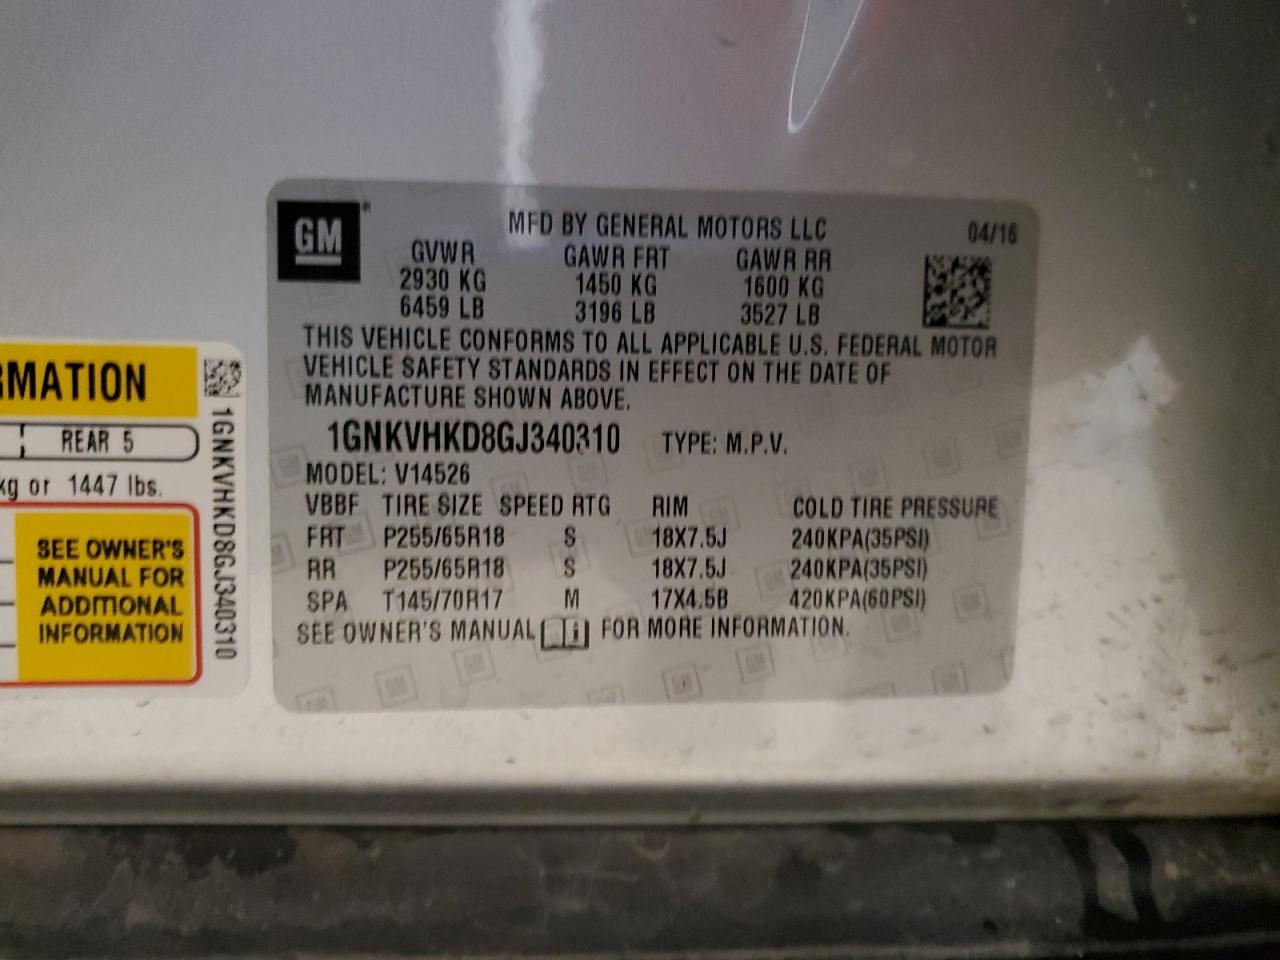 GM
MFD BY GENERAL MOTORS LLC 04/16
GVWR GAWR FRT GAWR RR
2930 KG 1450 KG 1600 KG
6459 LB 3196 LB 3527 LB
THIS VEHICLE CONFORMS TO ALL APPLICABLE U.S. FEDERAL MOTOR
VEHICLE SAFETY STANDARDS IN EFFECT ON THE DATE OF
MANUFACTURE SHOWN ABOVE.
1GNKVHKD8GJ340310 TYPE: M.P.V.
MODEL: V14526
VBBF TIRE SIZE SPEED RTG RIM COLD TIRE PRESSURE
FRT P255/65R18 S 18X7.5J 240KPA(35PSI)
RR P255/65R18 S 18X7.5J 240KPA(35PSI)
SPA T145/70R17 M 17X4.5B 420KPA(60PSI)
SEE OWNER'S MANUAL FOR MORE INFORMATION.
RMATION
REAR 5
kg or 1447 lbs.
SEE OWNER'S
MANUAL FOR
ADDITIONAL
INFORMATION
1GNKVHKD8GJ340310